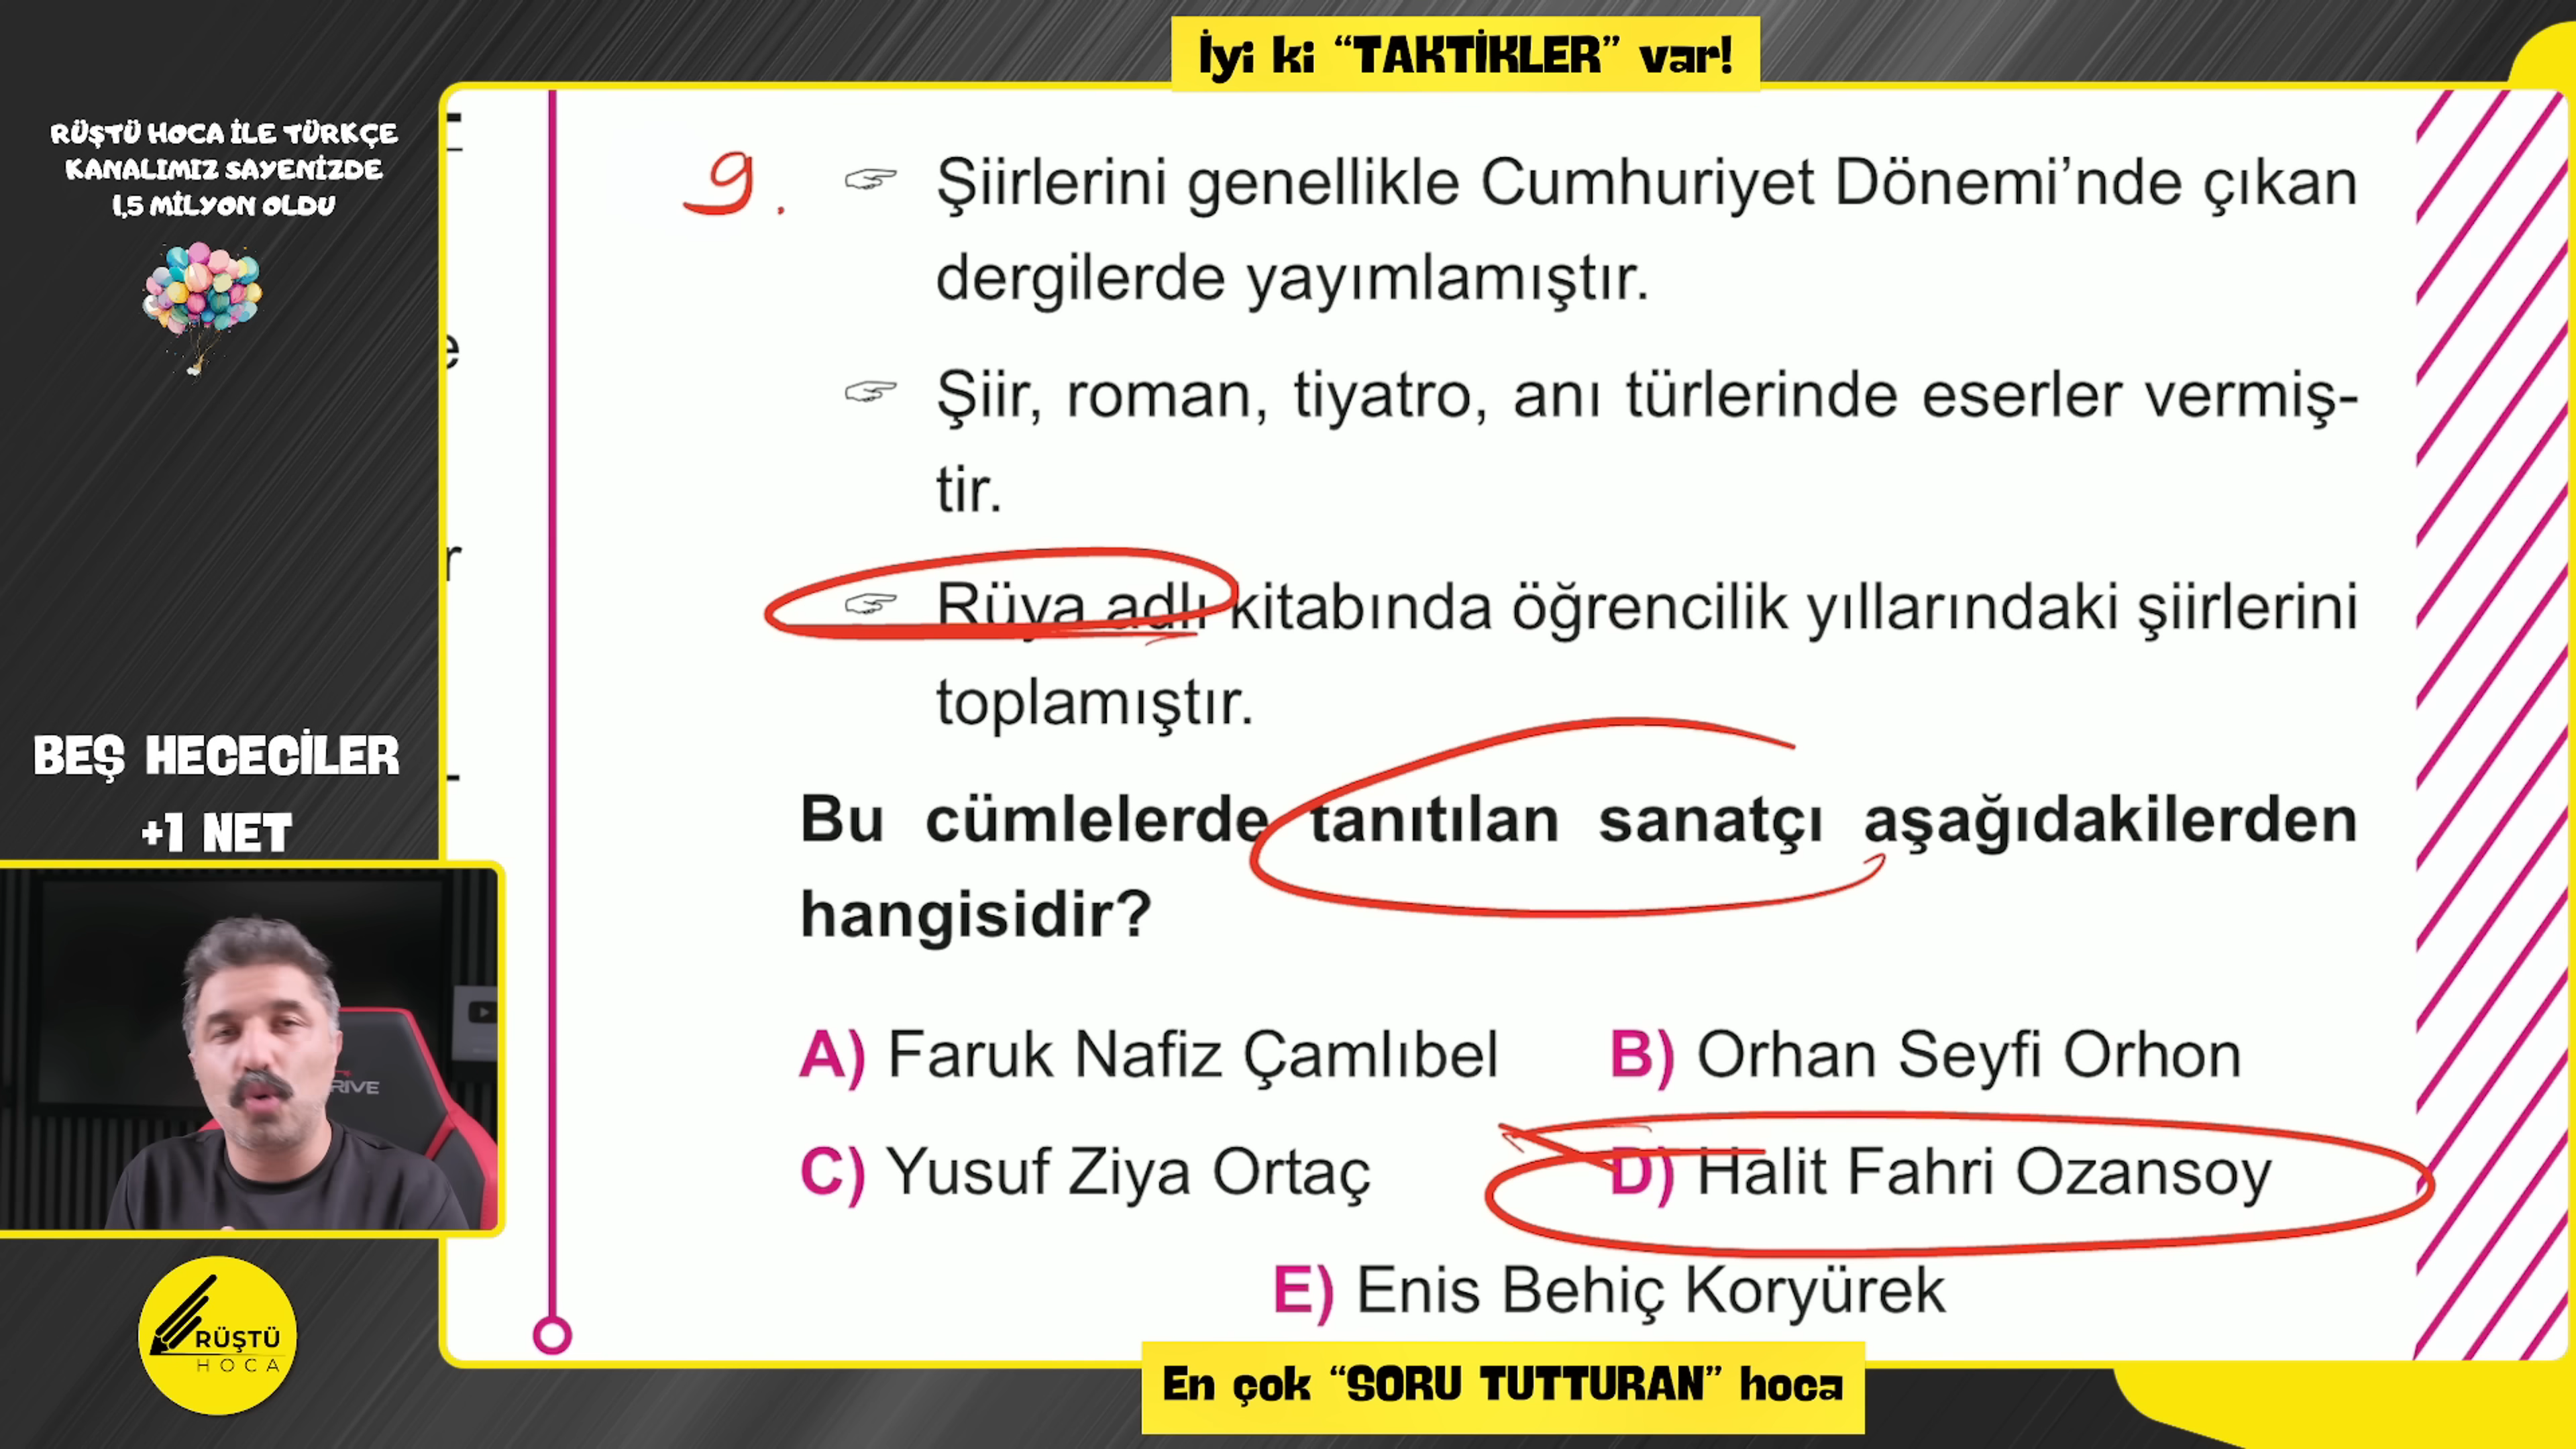 İyi ki “TAKTİKLER” var!
RÜŞTÜ HOCA İLE TÜRKÇE
KANALIMIZ SAYENİZDE
1,5 MİLYON OLDU
9.
Şiirlerini genellikle Cumhuriyet Dönemi’nde çıkan
dergilerde yayımlamıştır.
Şiir, roman, tiyatro, anı türlerinde eserler vermiş-
tir.
Rüya adlı kitabında öğrencilik yıllarındaki şiirlerini
toplamıştır.
Bu cümlelerde tanıtılan sanatçı aşağıdakilerden
hangisidir?
A) Faruk Nafiz Çamlıbel B) Orhan Seyfi Orhon
C) Yusuf Ziya Ortaç D) Halit Fahri Ozansoy
E) Enis Behiç Koryürek
BEŞ HECECİLER
+1 NET
RÜŞTÜ
HOCA
En çok “SORU TUTTURAN” hoca